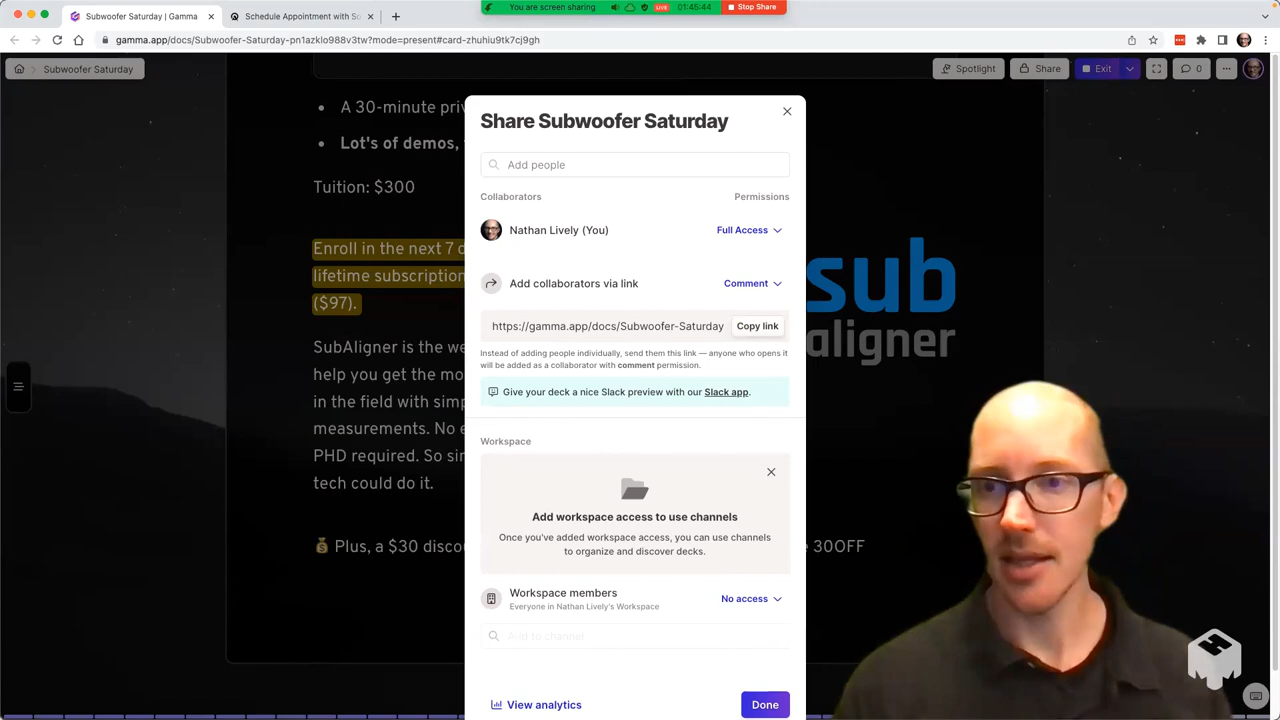 You are screen sharing LIVE 01:45:44 Stop Share
Subwoofer Saturday | Gamma
Schedule Appointment with So
gamma.app/docs/Subwoofer-Saturday-pn1azklo988v3tw?mode=present#card-zhuhiu9tk7cj9gh
Subwoofer Saturday
Spotlight
Share
Exit
0
• A 30-minute
• Lot's of demos,
Tuition: $300
Enroll in the next 7
lifetime subscription
($97).
SubAligner is the
help you get the
in the field with
measurements. No
PHD required. So
tech could do it.
Plus, a $30
30OFF
sub
aligner
Share Subwoofer Saturday
Add people
Collaborators Permissions
Nathan Lively (You) Full Access
Add collaborators via link Comment
https://gamma.app/docs/Subwoofer-Saturday Copy link
Instead of adding people individually, send them this link — anyone who opens it
will be added as a collaborator with comment permission.
Give your deck a nice Slack preview with our Slack app.
Workspace
Add workspace access to use channels
Once you've added workspace access, you can use channels
to organize and discover decks.
Workspace members No access
Everyone in Nathan Lively's Workspace
Add to channel
View analytics Done